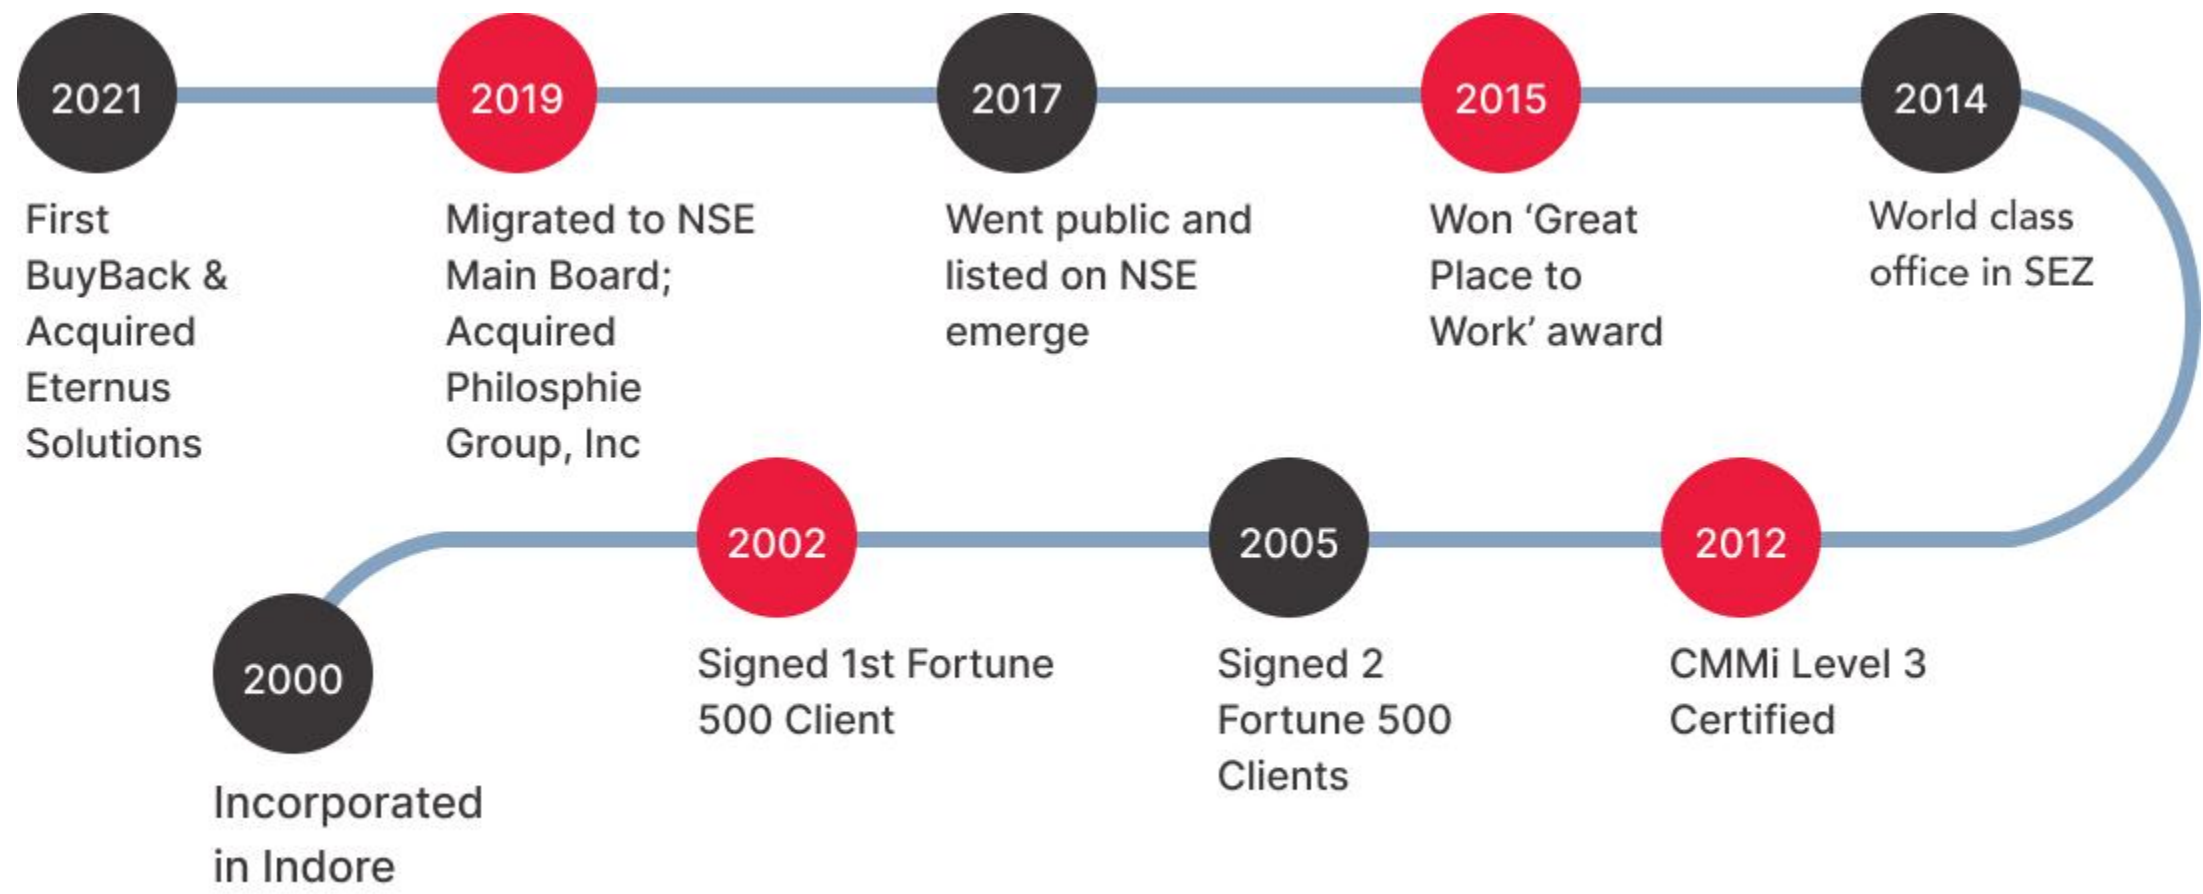 2021
First
BuyBack &
Acquired
Eternus
Solutions
2019
Migrated to NSE
Main Board;
Acquired
Philosphie
Group, Inc
2017
Went public and
listed on NSE
emerge
2015
Won ‘Great
Place to
Work’ award
2014
World class
office in SEZ
2000
Incorporated
in Indore
2002
Signed 1st Fortune
500 Client
2005
Signed 2
Fortune 500
Clients
2012
CMMi Level 3
Certified